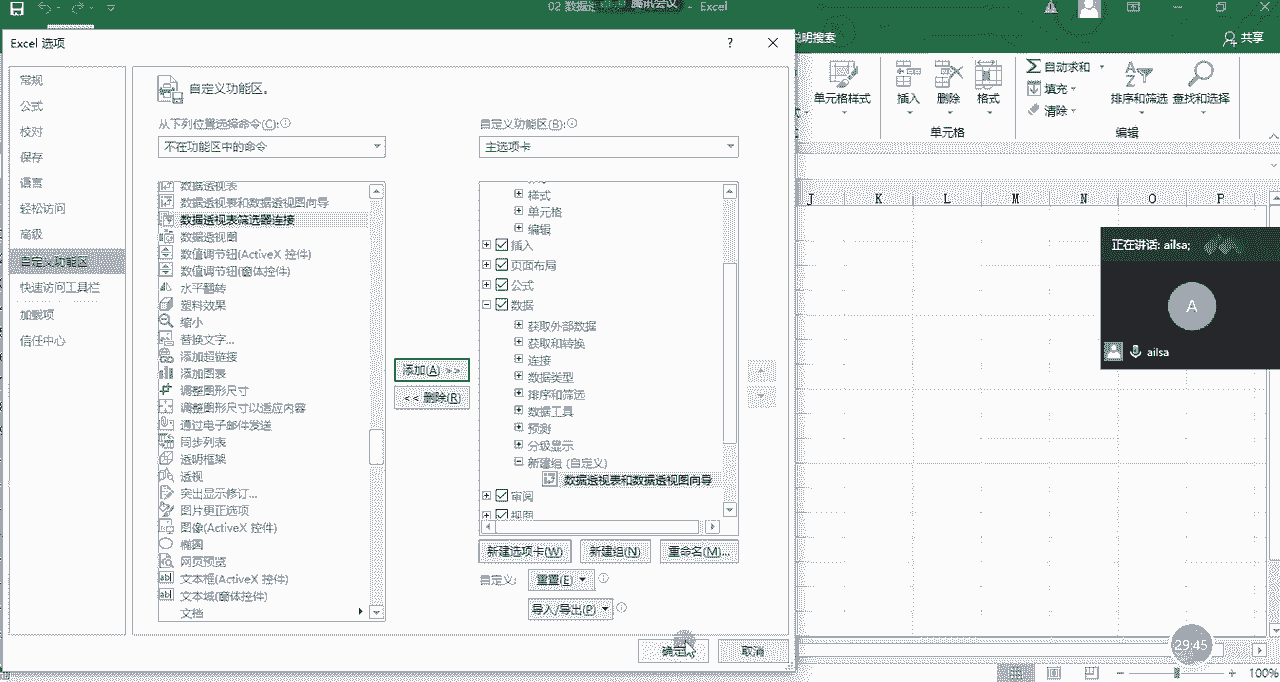 02 数据
腾讯会议
- Excel
Excel 选项
?
说明搜索
共享
常规
公式
校对
保存
语言
轻松访问
高级
自定义功能区
快速访问工具栏
加载项
信任中心
自定义功能区。
从下列位置选择命令(C):
不在功能区中的命令
数据透视表
数据透视表和数据透视图向导
数据透视表筛选器连接
数据透视图
数值调节钮(ActiveX 控件)
数值调节钮(窗体控件)
水平翻转
塑料效果
缩小
替换文字...
添加超链接
添加图表
调整图形尺寸
调整图形尺寸以适应内容
通过电子邮件发送
同步列表
透明框架
透视
突出显示修订...
图片更正选项
图像(ActiveX 控件)
椭圆
网页预览
文本框(ActiveX 控件)
文本域(窗体控件)
文档
添加(A) >>
<< 删除(R)
自定义功能区(B):
主选项卡
样式
单元格
编辑
插入
页面布局
公式
数据
获取外部数据
获取和转换
连接
数据类型
排序和筛选
数据工具
预测
分级显示
新建组 (自定义)
数据透视表和数据透视图向导
审阅
视图
新建选项卡(W)
新建组(N)
重命名(M)...
自定义:
重置(E)
导入/导出(P)
确定
取消
单元格样式
插入
删除
格式
单元格
自动求和
填充
清除
排序和筛选
查找和选择
编辑
J K L M N O P
正在讲话: ailsa;
A
ailsa
29:45
100%